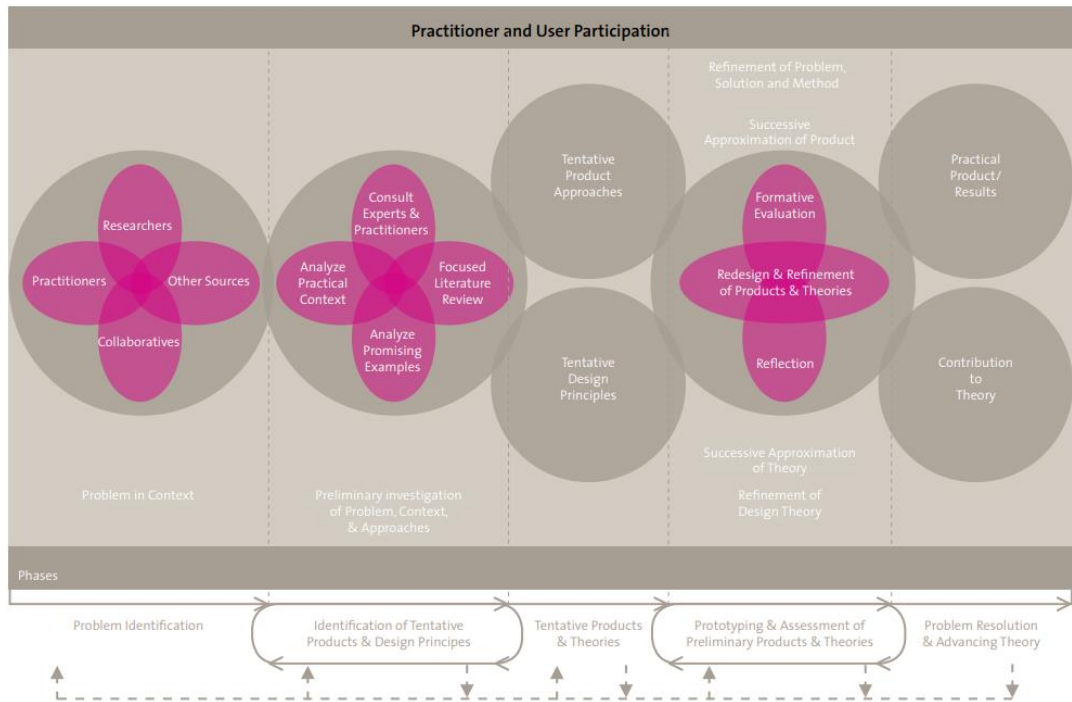 Practitioner and User Participation
Researchers
Practitioners
Other Sources
Collaboratives
Problem in Context
Consult
Experts &
Practitioners
Analyze
Practical
Context
Focused
Literature
Review
Analyze
Promising
Examples
Preliminary investigation
of Problem, Context,
& Approaches
Tentative
Product
Approaches
Tentative
Design
Principles
Refinement of Problem,
Solution and Method
Successive
Approximation of Product
Formative
Evaluation
Redesign & Refinement
of Products & Theories
Reflection
Successive Approximation
of Theory
Refinement of
Design Theory
Practical
Product/
Results
Contribution
to
Theory
Phases
Problem Identification
Identification of Tentative
Products & Design Principes
Tentative Products
& Theories
Prototyping & Assessment of
Preliminary Products & Theories
Problem Resolution
& Advancing Theory